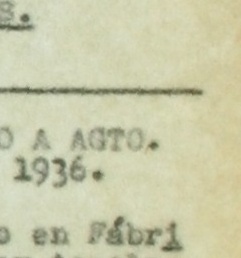 S.
O A AGTO.
1936.
o en Fábri